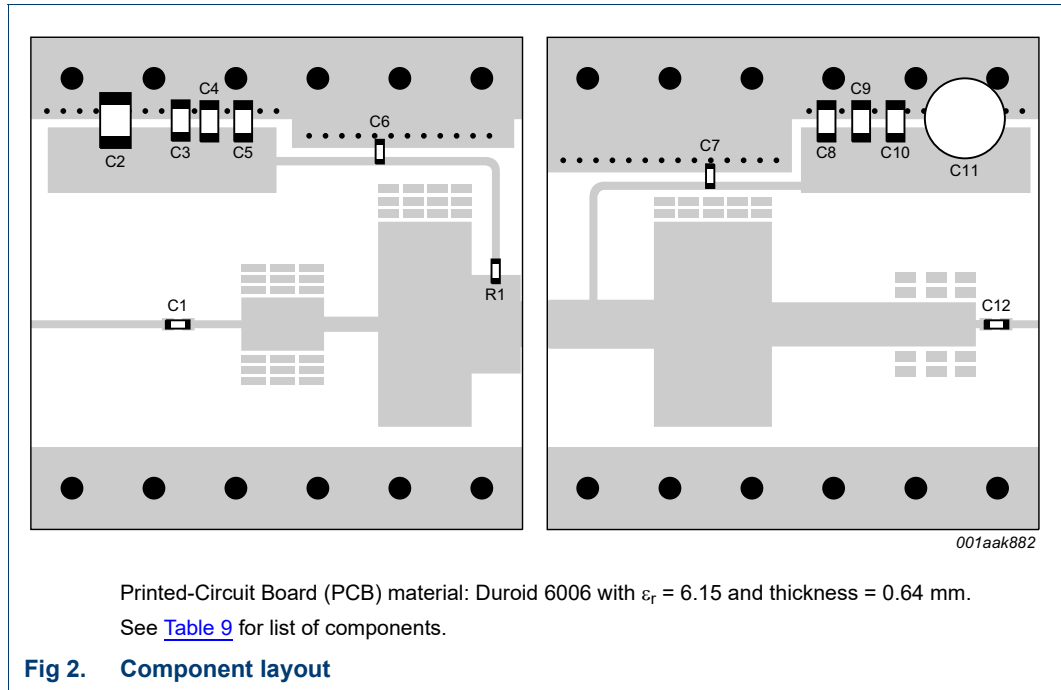 C4
C6
C2
C3
C5
C1
R1
C9
C7
C8
C10
C11
C12
001aak882
Printed-Circuit Board (PCB) material: Duroid 6006 with εr = 6.15 and thickness = 0.64 mm.
See Table 9 for list of components.
Fig 2. Component layout